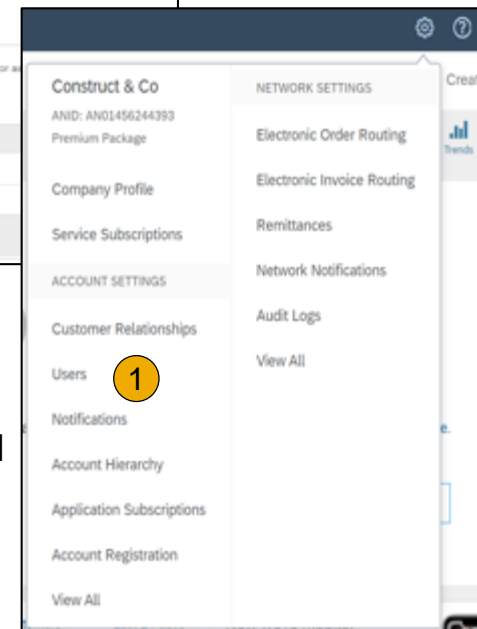 Construct & Co
ANID: AN01456244393
Premium Package
Company Profile
Service Subscriptions
ACCOUNT SETTINGS
Customer Relationships
Users
1
Notifications
Account Hierarchy
Application Subscriptions
Account Registration
View All
NETWORK SETTINGS
Electronic Order Routing
Electronic Invoice Routing
Remittances
Network Notifications
Audit Logs
View All
Trends